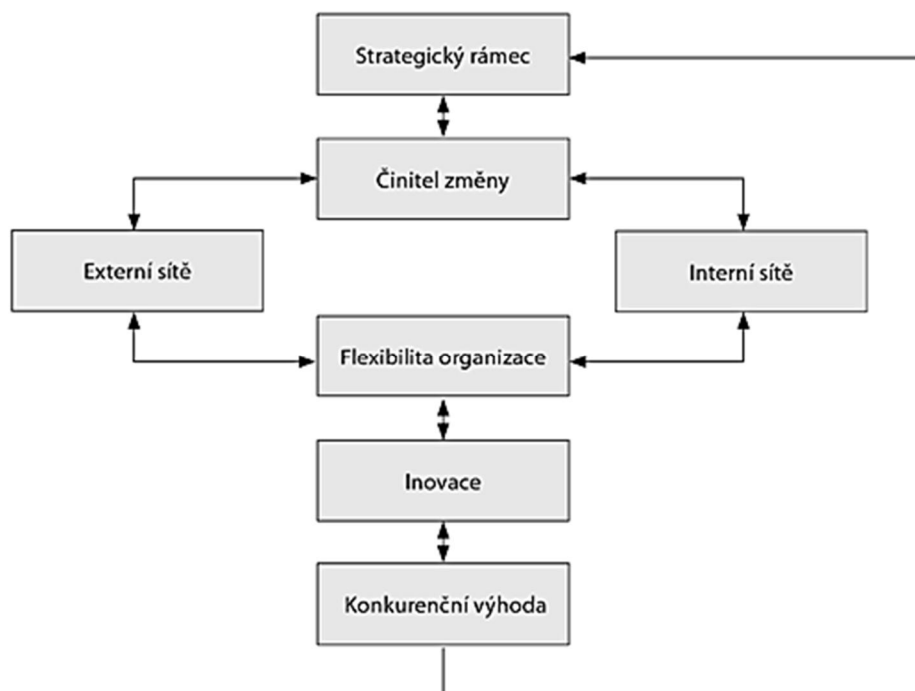 Strategický rámec
Činitel změny
Externí sítě
Interní sítě
Flexibilita organizace
Inovace
Konkurenční výhoda